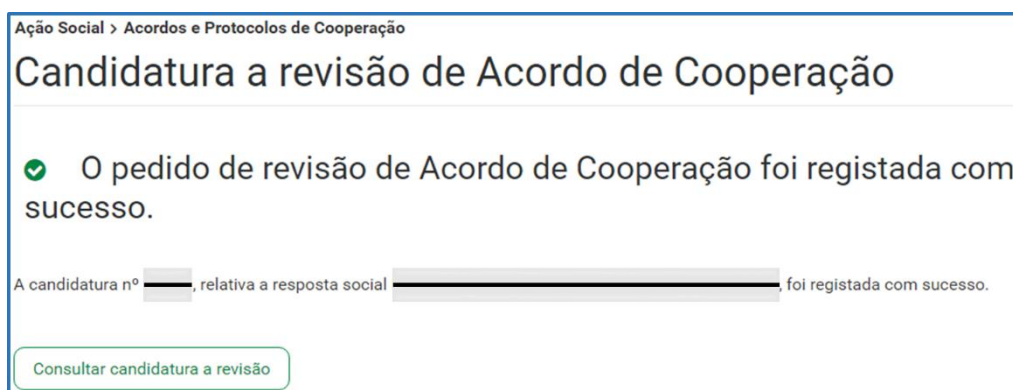 Ação Social > Acordos e Protocolos de Cooperação
Candidatura a revisão de Acordo de Cooperação
O pedido de revisão de Acordo de Cooperação foi registada com
sucesso.
A candidatura nº , relativa a resposta social , foi registada com sucesso.
Consultar candidatura a revisão